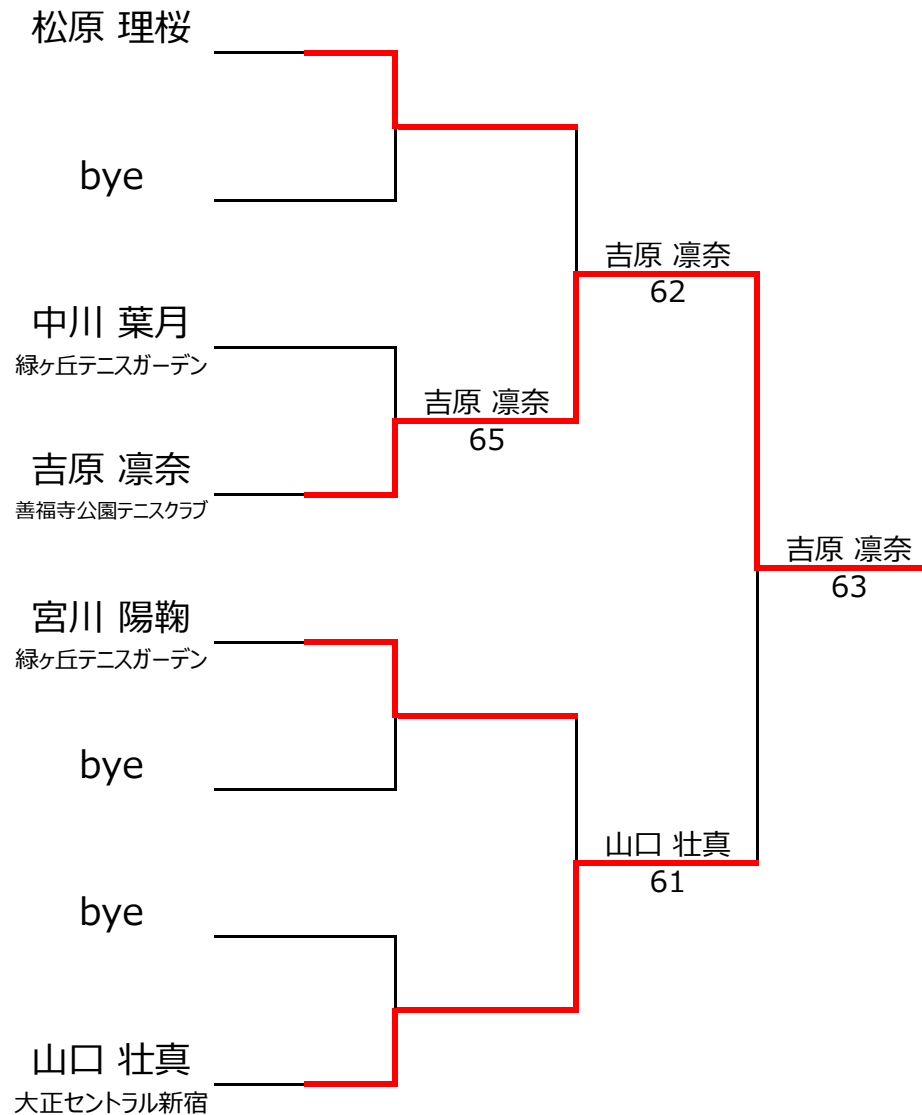 松原 理桜
bye
中川 葉月
緑ヶ丘テニスガーデン
吉原 凛奈
善福寺公園テニスクラブ
宮川 陽鞠
緑ヶ丘テニスガーデン
bye
bye
山口 壮真
大正セントラル新宿
吉原 凛奈
65
吉原 凛奈
62
山口 壮真
61
吉原 凛奈
63